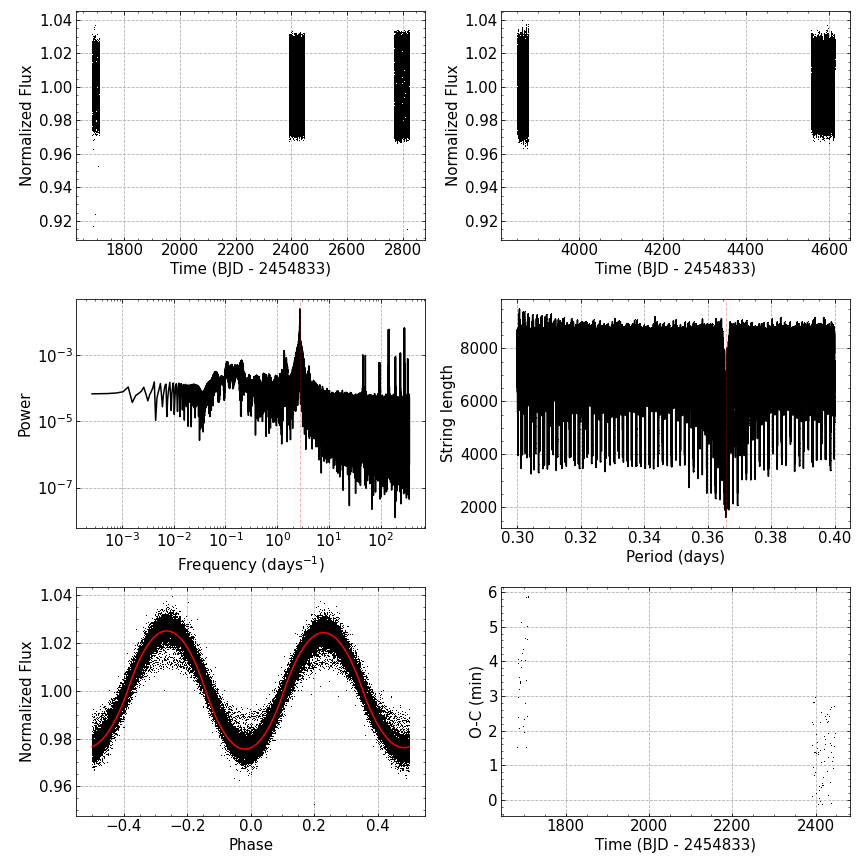 1.04
1.02
1.00
0.98
0.96
0.94
0.92
Normalized Flux
1800 2000 2200 2400 2600 2800
Time (BJD - 2454833)
1.04
1.02
1.00
0.98
0.96
0.94
0.92
Normalized Flux
4000 4200 4400 4600
Time (BJD - 2454833)
10⁻³
10⁻⁵
10⁻⁷
Power
10⁻³ 10⁻² 10⁻¹ 10⁰ 10¹ 10²
Frequency (days⁻¹)
8000
6000
4000
2000
String length
0.30 0.32 0.34 0.36 0.38 0.40
Period (days)
1.04
1.02
1.00
0.98
0.96
Normalized Flux
−0.4 −0.2 0.0 0.2 0.4
Phase
6
5
4
3
2
1
0
O-C (min)
1800 2000 2200 2400
Time (BJD - 2454833)